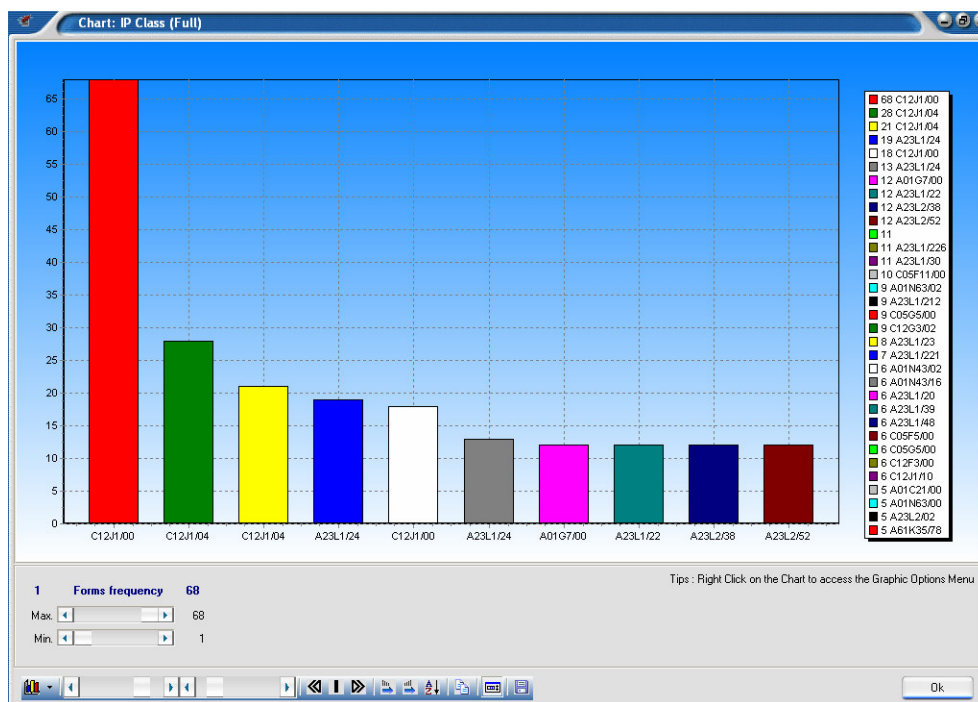 Chart: IP Class (Full)
65
60
55
50
45
40
35
30
25
20
15
10
5
0
C12J1/00 C12J1/04 C12J1/04 A23L1/24 C12J1/00 A23L1/24 A01G7/00 A23L1/22 A23L2/38 A23L2/52
68 C12J1/00
28 C12J1/04
21 C12J1/04
19 A23L1/24
18 C12J1/00
13 A23L1/24
12 A01G7/00
12 A23L1/22
12 A23L2/38
12 A23L2/52
11
11 A23L1/226
11 A23L1/30
10 C05F11/00
9 A01N63/02
9 A23L1/212
9 C05G5/00
9 C12G3/02
8 A23L1/23
7 A23L1/221
6 A01N43/02
6 A01N43/16
6 A23L1/20
6 A23L1/39
6 A23L1/48
6 C05F5/00
6 C05G5/00
6 C12F3/00
6 C12J1/10
5 A01C21/00
5 A01N63/00
5 A23L2/02
5 A61K35/78
Tips : Right Click on the Chart to access the Graphic Options Menu
1 Forms frequency 68
Max. 68
Min. 1
Ok